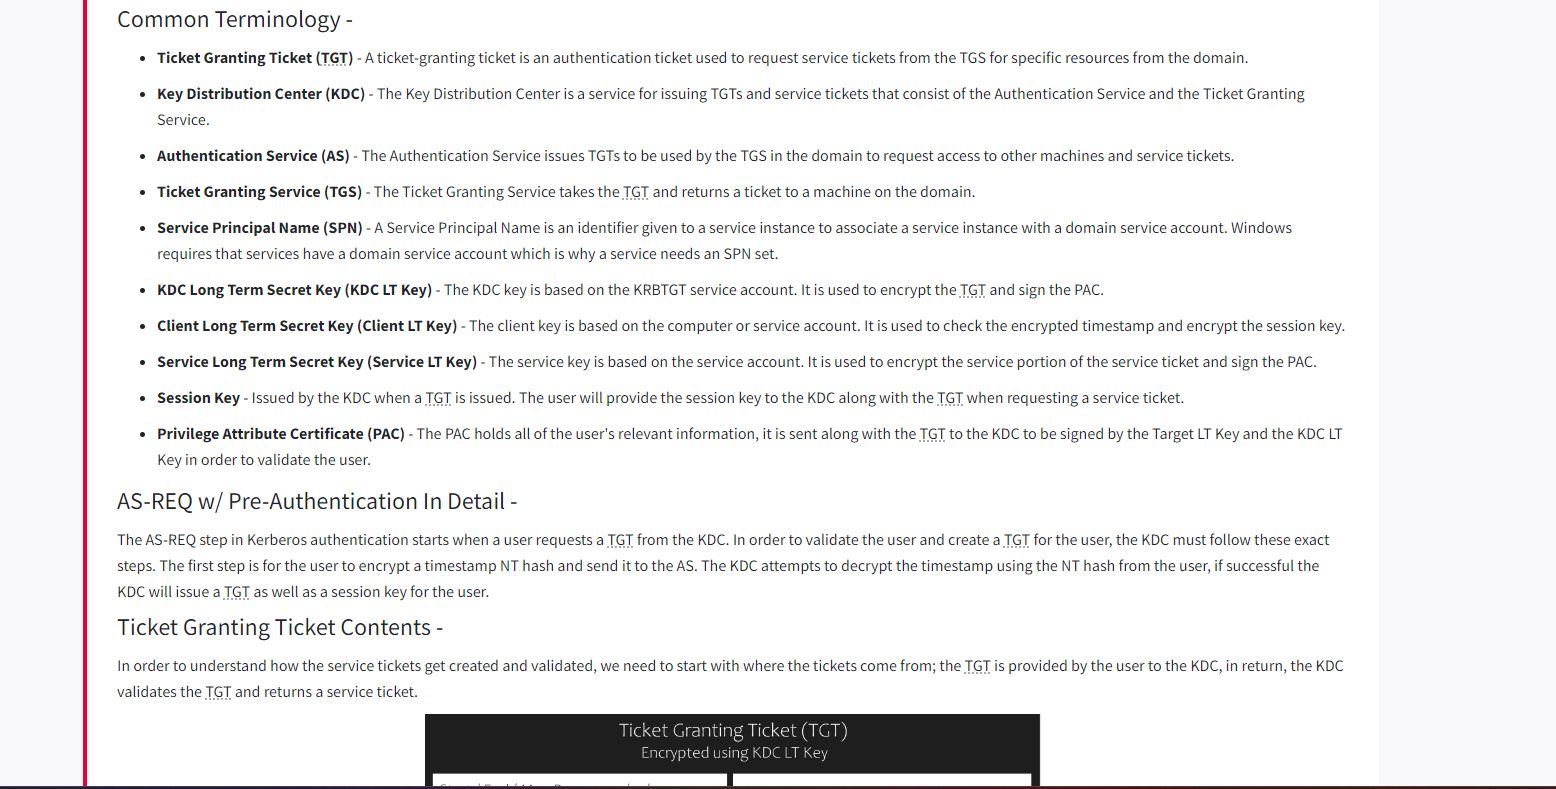 Common Terminology -
• Ticket Granting Ticket (TGT) - A ticket-granting ticket is an authentication ticket used to request service tickets from the TGS for specific resources from the domain.
• Key Distribution Center (KDC) - The Key Distribution Center is a service for issuing TGTs and service tickets that consist of the Authentication Service and the Ticket Granting
Service.
• Authentication Service (AS) - The Authentication Service issues TGTs to be used by the TGS in the domain to request access to other machines and service tickets.
• Ticket Granting Service (TGS) - The Ticket Granting Service takes the TGT and returns a ticket to a machine on the domain.
• Service Principal Name (SPN) - A Service Principal Name is an identifier given to a service instance to associate a service instance with a domain service account. Windows
requires that services have a domain service account which is why a service needs an SPN set.
• KDC Long Term Secret Key (KDC LT Key) - The KDC key is based on the KRBTGT service account. It is used to encrypt the TGT and sign the PAC.
• Client Long Term Secret Key (Client LT Key) - The client key is based on the computer or service account. It is used to check the encrypted timestamp and encrypt the session key.
• Service Long Term Secret Key (Service LT Key) - The service key is based on the service account. It is used to encrypt the service portion of the service ticket and sign the PAC.
• Session Key - Issued by the KDC when a TGT is issued. The user will provide the session key to the KDC along with the TGT when requesting a service ticket.
• Privilege Attribute Certificate (PAC) - The PAC holds all of the user's relevant information, it is sent along with the TGT to the KDC to be signed by the Target LT Key and the KDC LT
Key in order to validate the user.
AS-REQ w/ Pre-Authentication In Detail -
The AS-REQ step in Kerberos authentication starts when a user requests a TGT from the KDC. In order to validate the user and create a TGT for the user, the KDC must follow these exact
steps. The first step is for the user to encrypt a timestamp NT hash and send it to the AS. The KDC attempts to decrypt the timestamp using the NT hash from the user, if successful the
KDC will issue a TGT as well as a session key for the user.
Ticket Granting Ticket Contents -
In order to understand how the service tickets get created and validated, we need to start with where the tickets come from; the TGT is provided by the user to the KDC, in return, the KDC
validates the TGT and returns a service ticket.
Ticket Granting Ticket (TGT)
Encrypted using KDC LT Key